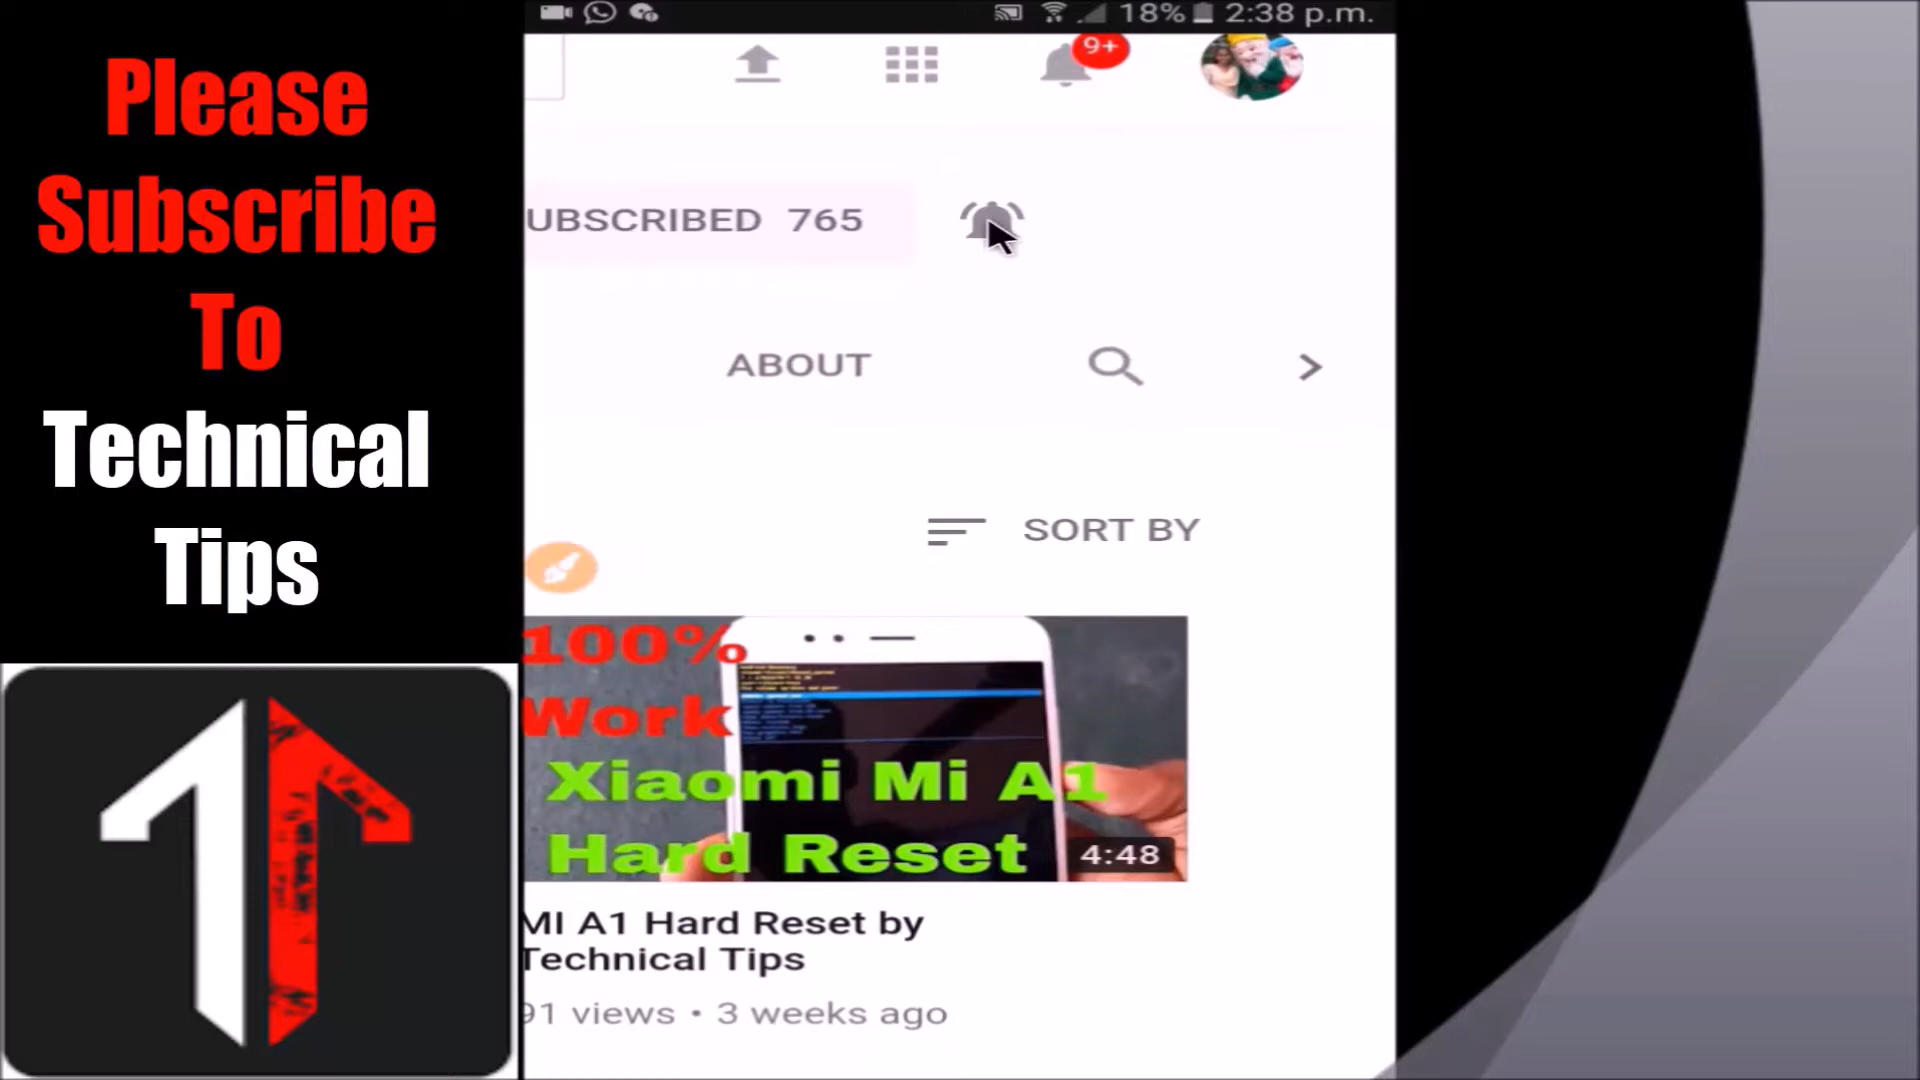 Please
Subscribe
To
Technical
Tips
18% 2:38 p.m.
9+
UBSCRIBED 765
ABOUT
SORT BY
100%
Work
Xiaomi Mi A1
Hard Reset
4:48
MI A1 Hard Reset by
Technical Tips
91 views • 3 weeks ago